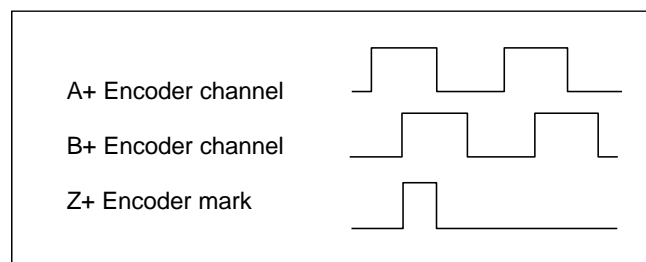 A+ Encoder channel
B+ Encoder channel
Z+ Encoder mark